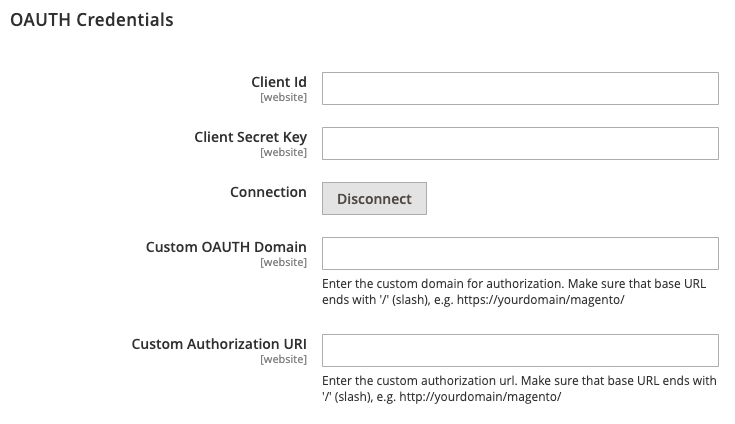 OAUTH Credentials
Client Id
[website]
Client Secret Key
[website]
Connection
Disconnect
Custom OAUTH Domain
[website]
Enter the custom domain for authorization. Make sure that base URL
ends with '/' (slash), e.g. https://yourdomain/magento/
Custom Authorization URI
[website]
Enter the custom authorization url. Make sure that base URL ends with
'/' (slash), e.g. http://yourdomain/magento/